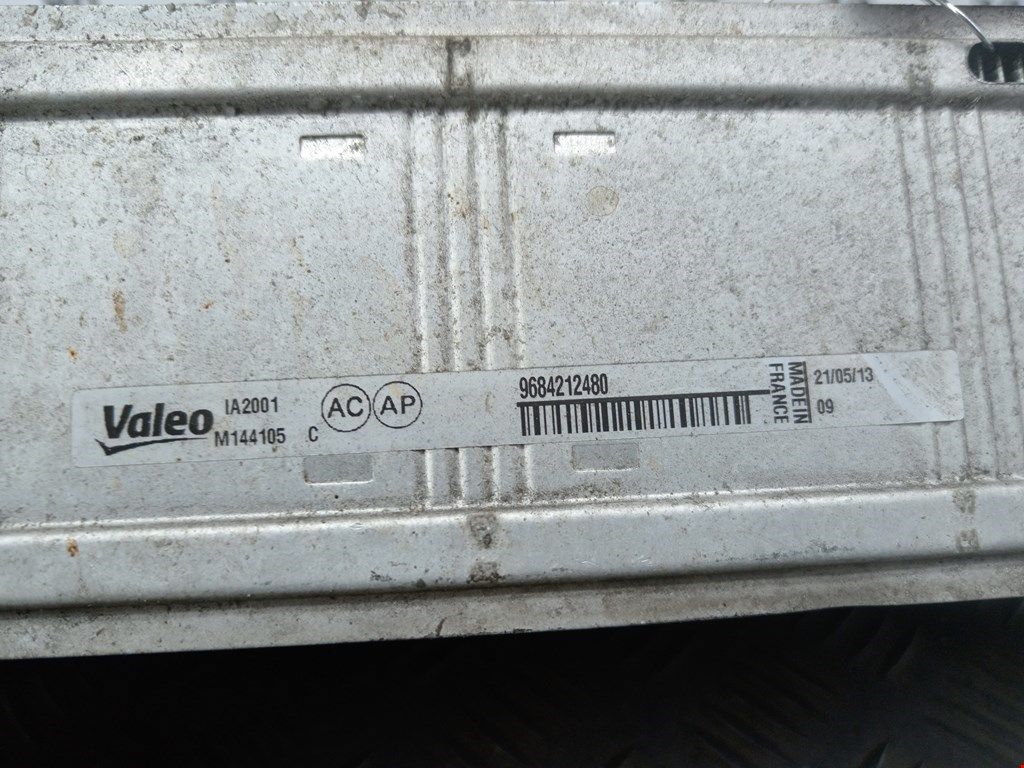 Valeo IA2001
M144105 C
AC AP
9684212480
MADE IN
FRANCE
21/05/13
09